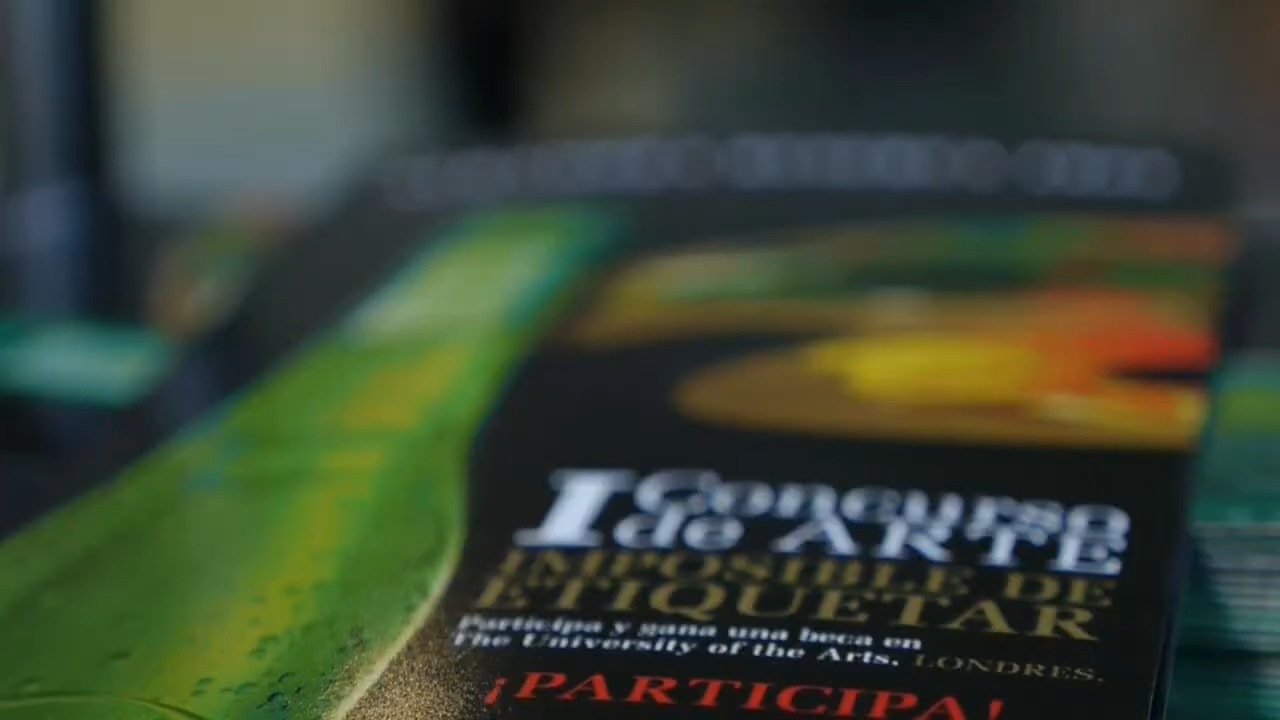 I Concurso
de ARTE
IMPOSIBLE DE
ETIQUETAR
Participa y gana una beca en
The University of the Arts. LONDRES.
¡PARTICIPA!